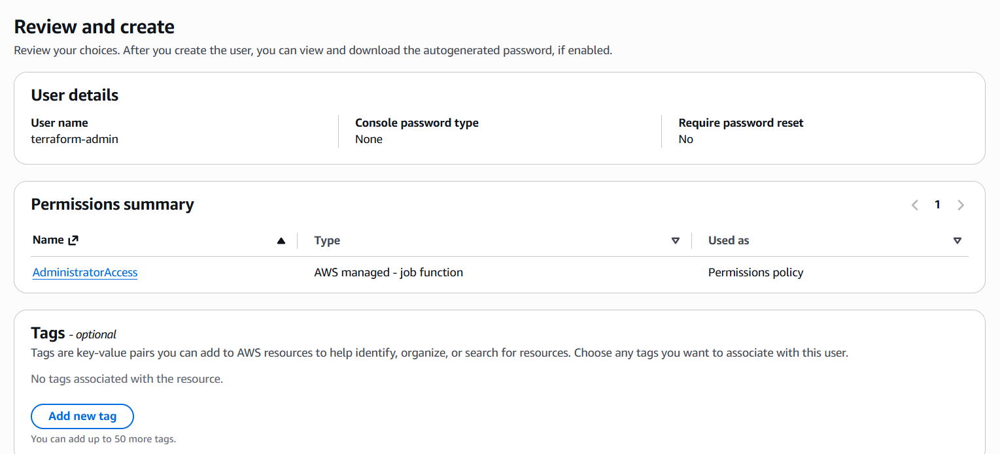 Review and create
Review your choices. After you create the user, you can view and download the autogenerated password, if enabled.
User details
User name
terraform-admin
Console password type
None
Require password reset
No
Permissions summary
1
Name Type Used as
AdministratorAccess AWS managed - job function Permissions policy
Tags - optional
Tags are key-value pairs you can add to AWS resources to help identify, organize, or search for resources. Choose any tags you want to associate with this user.
No tags associated with the resource.
Add new tag
You can add up to 50 more tags.